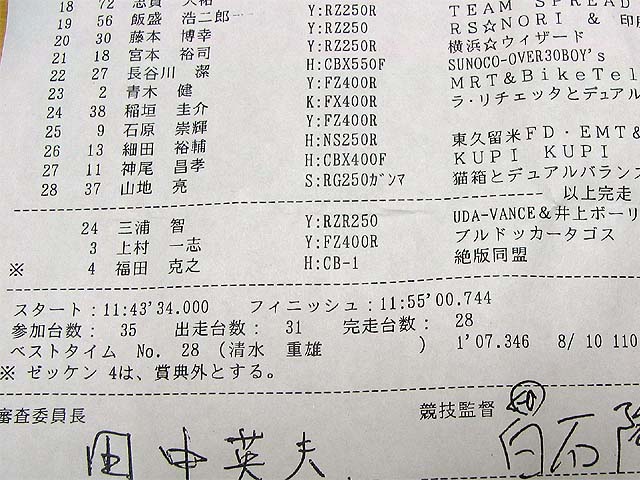 18 72 志賀 Y:RZ250R TEAM SPREAD
19 56 飯盛 浩二郎 Y:RZ250R RS☆NORI &
20 30 藤本 博幸 Y:RZ250 横浜☆ウィザード
21 18 宮本 裕司 Y:RZ250R SUNOCO-OVER30BOY's
22 27 長谷川 潔 H:CBX550F MRT&BikeTel
23 2 青木 健 Y:FZ400R ラ・リチェッタとデュアル
24 38 稲垣 圭介 K:FX400R
25 9 石原 崇輝 Y:FZ400R
26 13 細田 裕輔 H:NS250R 東久留米FD・EMT&
27 11 神尾 昌孝 H:CBX400F KUPI KUPI
28 37 山地 亮 S:RG250ガンマ 猫箱とデュアルバランス
以上完走
24 三浦 智 Y:RZR250 UDA-VANCE&井上ボーリ
3 上村 一志 Y:FZ400R ブルドッカータゴス
※ 4 福田 克之 H:CB-1 絶版同盟
スタート:11:43'34.000 フィニッシュ:11:55'00.744
参加台数: 35 出走台数: 31 完走台数: 28
ベストタイム No. 28 (清水 重雄 ) 1'07.346 8/ 10 110
※ ゼッケン 4は、賞典外とする。
審査委員長 競技監督
田中英夫 白石